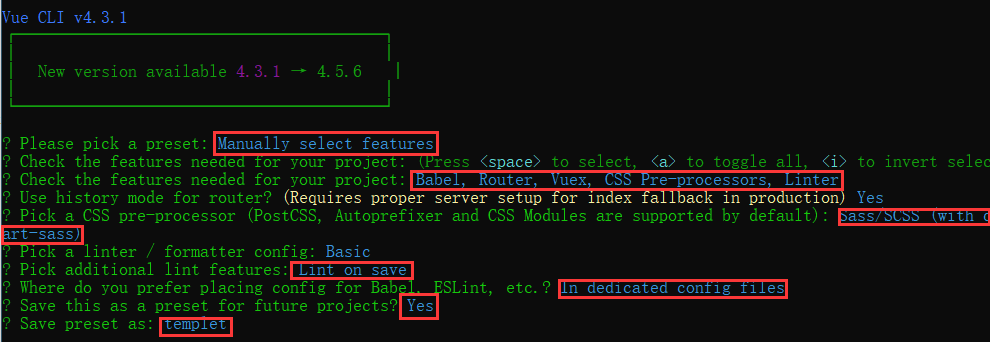 Vue CLI v4.3.1
New version available 4.3.1 → 4.5.6
? Please pick a preset: Manually select features
? Check the features needed for your project: (Press <space> to select, <a> to toggle all, <i> to invert selec
? Check the features needed for your project: Babel, Router, Vuex, CSS Pre-processors, Linter
? Use history mode for router? (Requires proper server setup for index fallback in production) Yes
? Pick a CSS pre-processor (PostCSS, Autoprefixer and CSS Modules are supported by default): Sass/SCSS (with d
art-sass)
? Pick a linter / formatter config: Basic
? Pick additional lint features: Lint on save
? Where do you prefer placing config for Babel, ESLint, etc.? In dedicated config files
? Save this as a preset for future projects? Yes
? Save preset as: templet